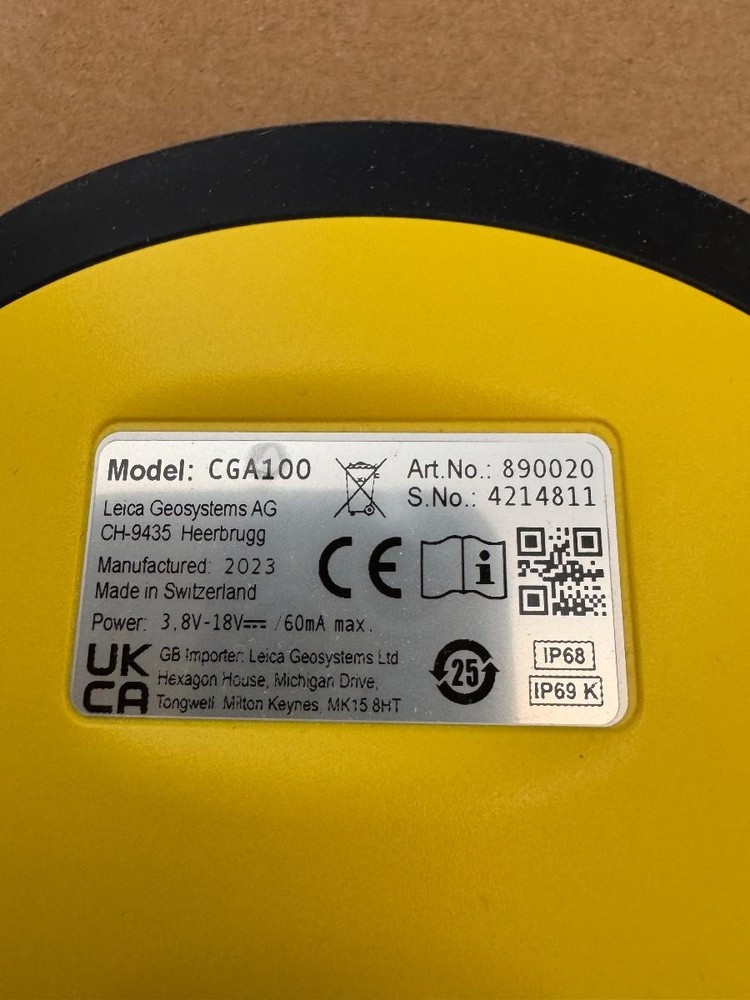 Model: CGA100
Art.No.: 890020
S.No.: 4214811
Leica Geosystems AG
CH-9435 Heerbrugg
Manufactured: 2023
Made in Switzerland
Power: 3,8V-18V⎓ /60mA max.
CE
UK
CA
GB Importer: Leica Geosystems Ltd
Hexagon House, Michigan Drive,
Tongwell Milton Keynes, MK15 8HT
25
IP68
IP69 K